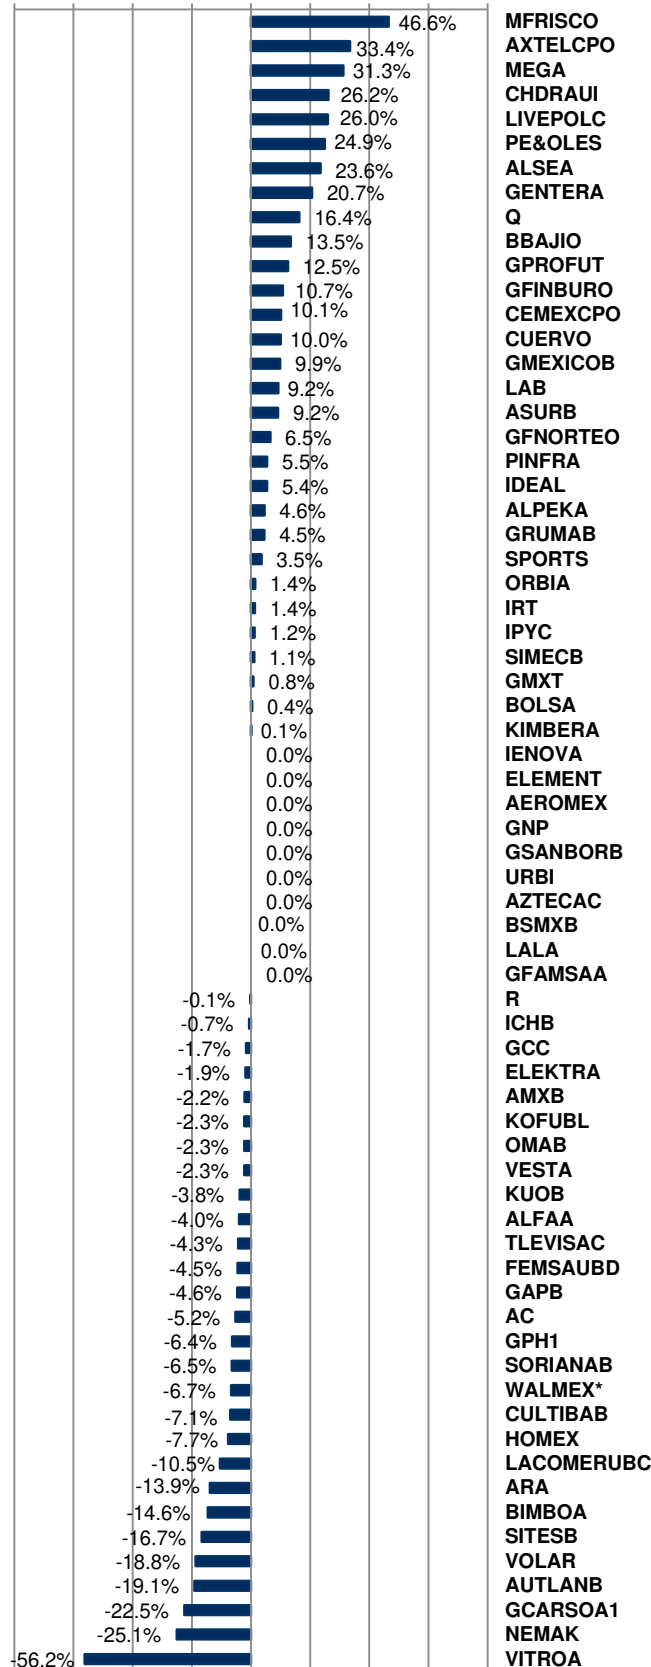 46.6% MFRISCO
33.4% AXTELCPO
31.3% MEGA
26.2% CHDRAUI
26.0% LIVEPOLC
24.9% PE&OLES
23.6% ALSEA
20.7% GENTERA
16.4% Q
13.5% BBAJIO
12.5% GPROFUT
10.7% GFINBURO
10.1% CEMEXCPO
10.0% CUERVO
9.9% GMEXICOB
9.2% LAB
9.2% ASURB
6.5% GFNORTEO
5.5% PINFRA
5.4% IDEAL
4.6% ALPEKA
4.5% GRUMAB
3.5% SPORTS
1.4% ORBIA
1.4% IRT
1.2% IPYC
1.1% SIMECB
0.8% GMXT
0.4% BOLSA
0.1% KIMBERA
0.0% IENOVA
0.0% ELEMENT
0.0% AEROMEX
0.0% GNP
0.0% GSANBORB
0.0% URBI
0.0% AZTECAC
0.0% BSMXB
0.0% LALA
0.0% GFAMSAA
-0.1% R
-0.7% ICHB
-1.7% GCC
-1.9% ELEKTRA
-2.2% AMXB
-2.3% KOFUBL
-2.3% OMAB
-2.3% VESTA
-3.8% KUOB
-4.0% ALFAA
-4.3% TLEVISAC
-4.5% FEMSAUBD
-4.6% GAPB
-5.2% AC
-6.4% GPH1
-6.5% SORIANAB
-6.7% WALMEX*
-7.1% CULTIBAB
-7.7% HOMEX
-10.5% LACOMERUBC
-13.9% ARA
-14.6% BIMBOA
-16.7% SITESB
-18.8% VOLAR
-19.1% AUTLANB
-22.5% GCARSOA1
-25.1% NEMAK
-56.2% VITROA